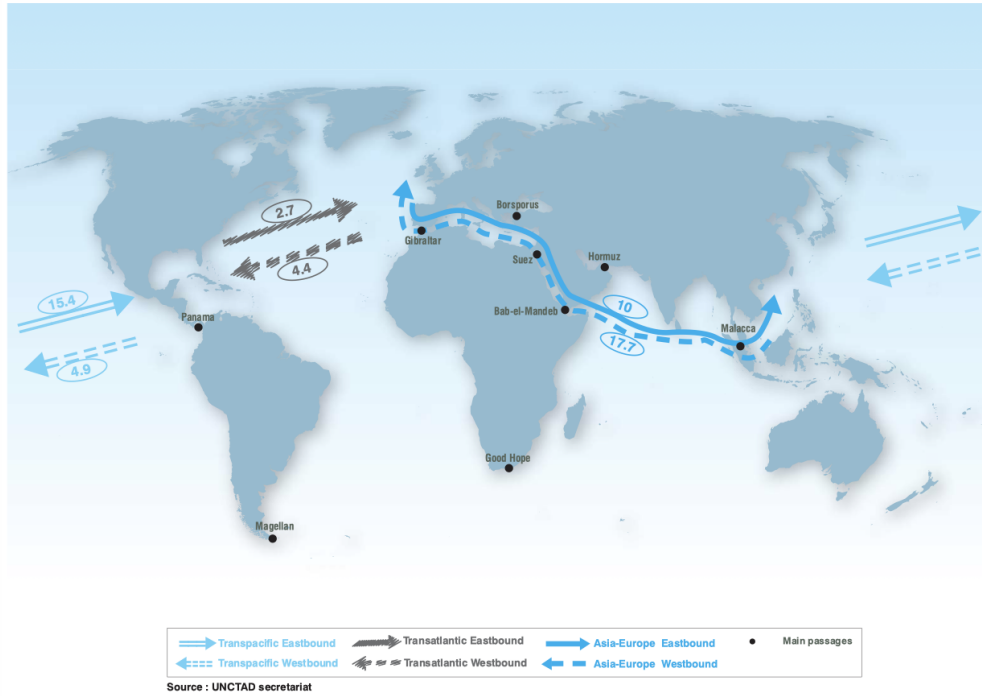 2.7
Borsporus
Gibraltar
Suez
Hormuz
4.4
15.4
10
Bab-el-Mandeb
Panama
Malacca
17.7
4.9
Good Hope
Magellan
Transpacific Eastbound
Transatlantic Eastbound
Asia-Europe Eastbound
Main passages
Transpacific Westbound
Transatlantic Westbound
Asia-Europe Westbound
Source : UNCTAD secretariat